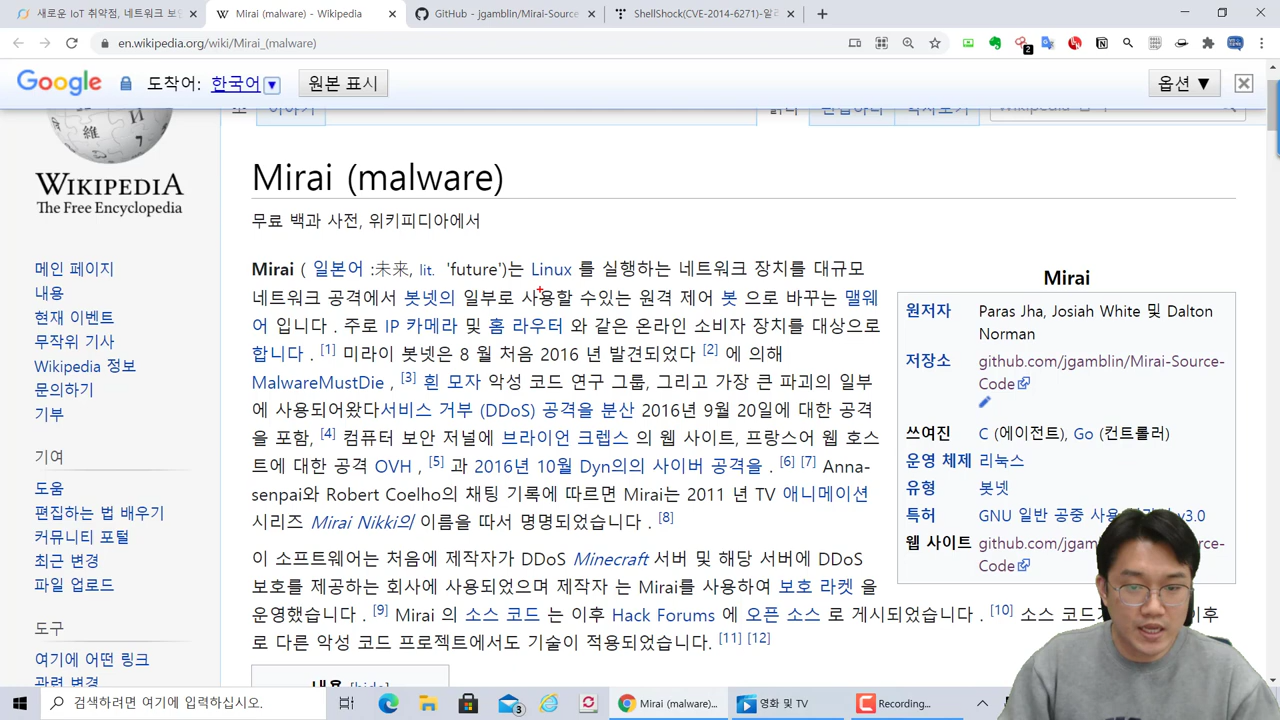 새로운 IoT 취약점, 네트워크 보안
Mirai (malware) - Wikipedia
GitHub - jgamblin/Mirai-Source
ShellShock(CVE-2014-6271)-알
en.wikipedia.org/wiki/Mirai_(malware)
2
Google 도착어: 한국어 ▼ 원본 표시 옵션 ▼
이야기 읽다 편집하다 역사보기 Wikipedia 검색
WIKIPEDIA
The Free Encyclopedia
메인 페이지
내용
현재 이벤트
무작위 기사
Wikipedia 정보
문의하기
기부
기여
도움
편집하는 법 배우기
커뮤니티 포털
최근 변경
파일 업로드
도구
여기에 어떤 링크
관련 변경
Mirai (malware)
무료 백과 사전, 위키피디아에서
Mirai ( 일본어 :未来, lit. 'future')는 Linux 를 실행하는 네트워크 장치를 대규모
네트워크 공격에서 봇넷의 일부로 사용할 수있는 원격 제어 봇 으로 바꾸는 맬웨
어 입니다 . 주로 IP 카메라 및 홈 라우터 와 같은 온라인 소비자 장치를 대상으로
합니다 . [1] 미라이 봇넷은 8 월 처음 2016 년 발견되었다 [2] 에 의해
MalwareMustDie , [3] 흰 모자 악성 코드 연구 그룹, 그리고 가장 큰 파괴의 일부
에 사용되어왔다서비스 거부 (DDoS) 공격을 분산 2016년 9월 20일에 대한 공격
을 포함, [4] 컴퓨터 보안 저널에 브라이언 크렙스 의 웹 사이트, 프랑스어 웹 호스
트에 대한 공격 OVH , [5] 과 2016년 10월 Dyn의의 사이버 공격을 . [6] [7] Anna-
senpai와 Robert Coelho의 채팅 기록에 따르면 Mirai는 2011 년 TV 애니메이션
시리즈 Mirai Nikki의 이름을 따서 명명되었습니다 . [8]
이 소프트웨어는 처음에 제작자가 DDoS Minecraft 서버 및 해당 서버에 DDoS
보호를 제공하는 회사에 사용되었으며 제작자 는 Mirai를 사용하여 보호 라켓 을
운영했습니다 . [9] Mirai 의 소스 코드 는 이후 Hack Forums 에 오픈 소스 로 게시되었습니다 . [10] 소스 코드가 이후
로 다른 악성 코드 프로젝트에서도 기술이 적용되었습니다. [11] [12]
내용 [hide]
Mirai
원저자 Paras Jha, Josiah White 및 Dalton
Norman
저장소 github.com/jgamblin/Mirai-Source-
Code
쓰여진 C (에이전트), Go (컨트롤러)
운영 체제 리눅스
유형 봇넷
특허 GNU 일반 공중 사용 v3.0
웹 사이트 github.com/jgam
Code
검색하려면 여기에 입력하십시오.
3
Mirai (malware)...
영화 및 TV
Recording...